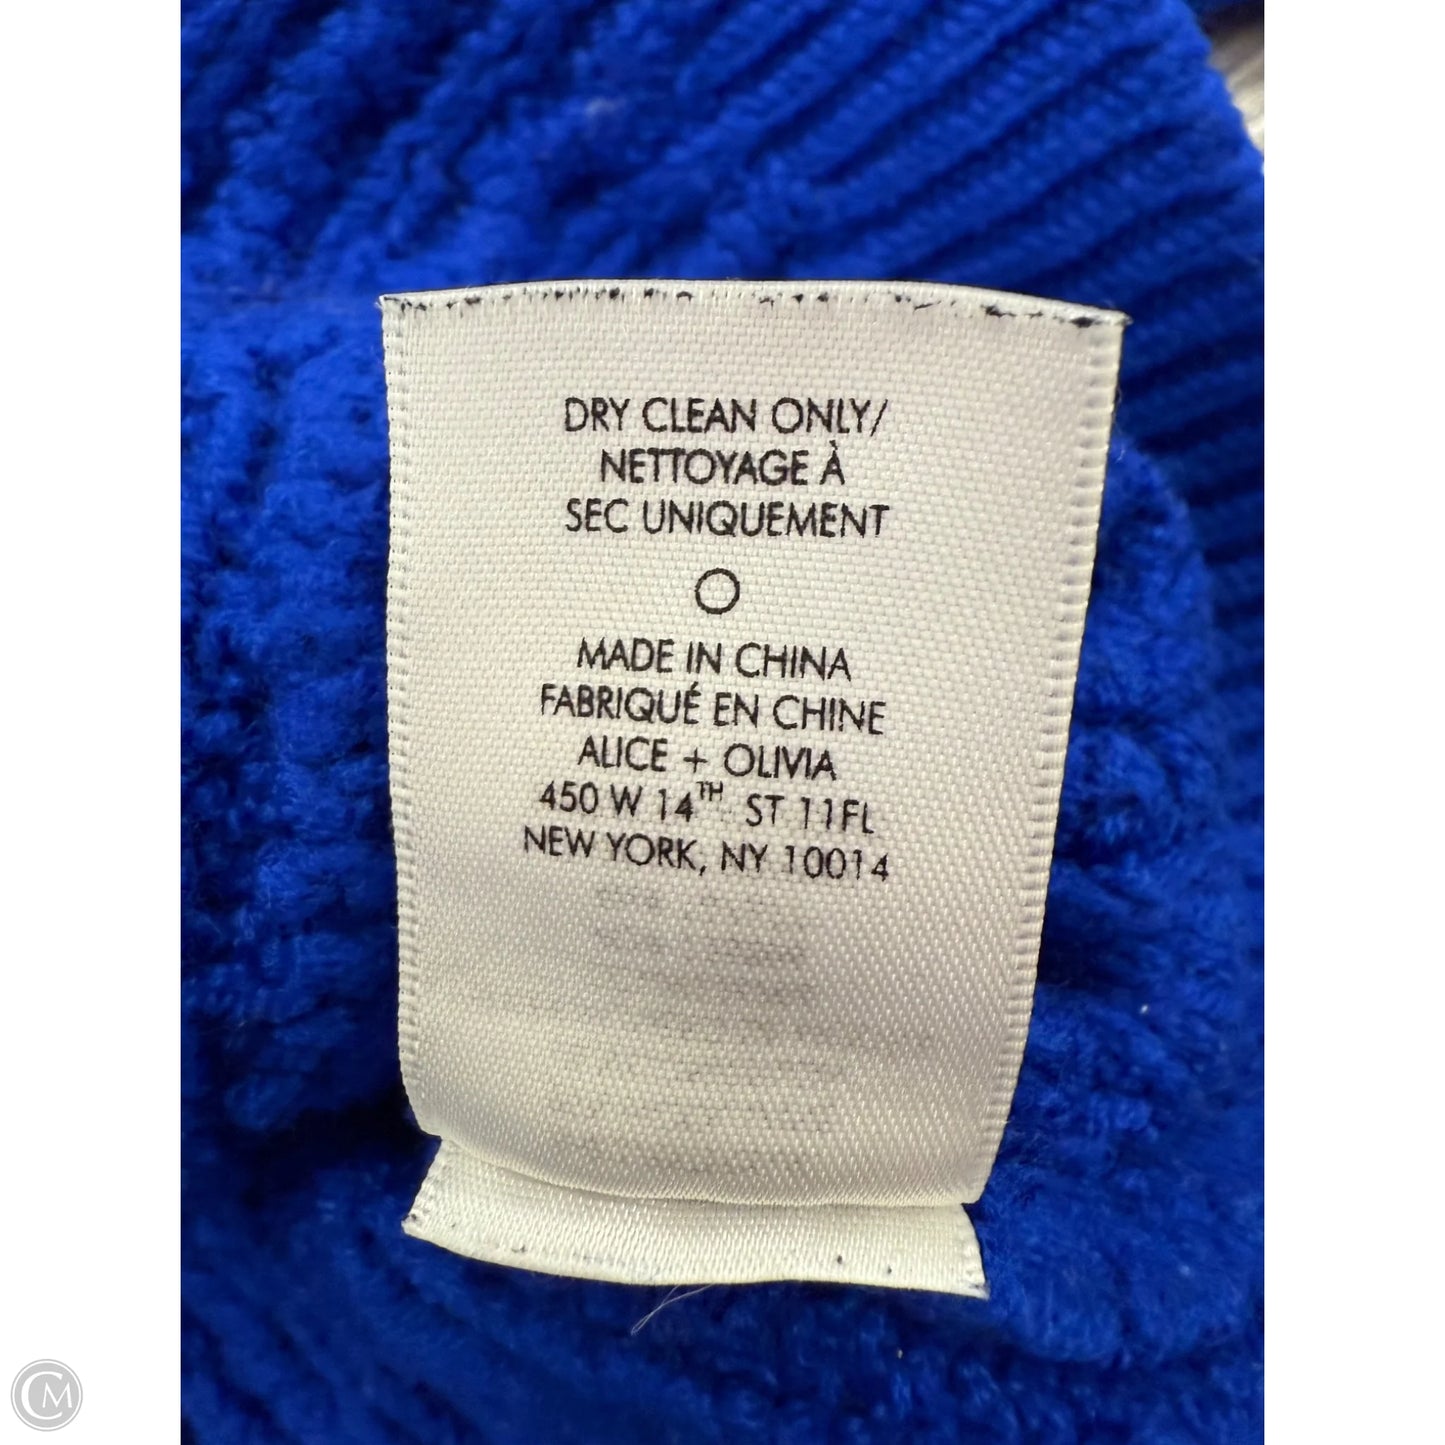 DRY CLEAN ONLY/
NETTOYAGE À
SEC UNIQUEMENT
MADE IN CHINA
FABRIQUÉ EN CHINE
ALICE + OLIVIA
450 W 14TH ST 11FL
NEW YORK, NY 10014
CM